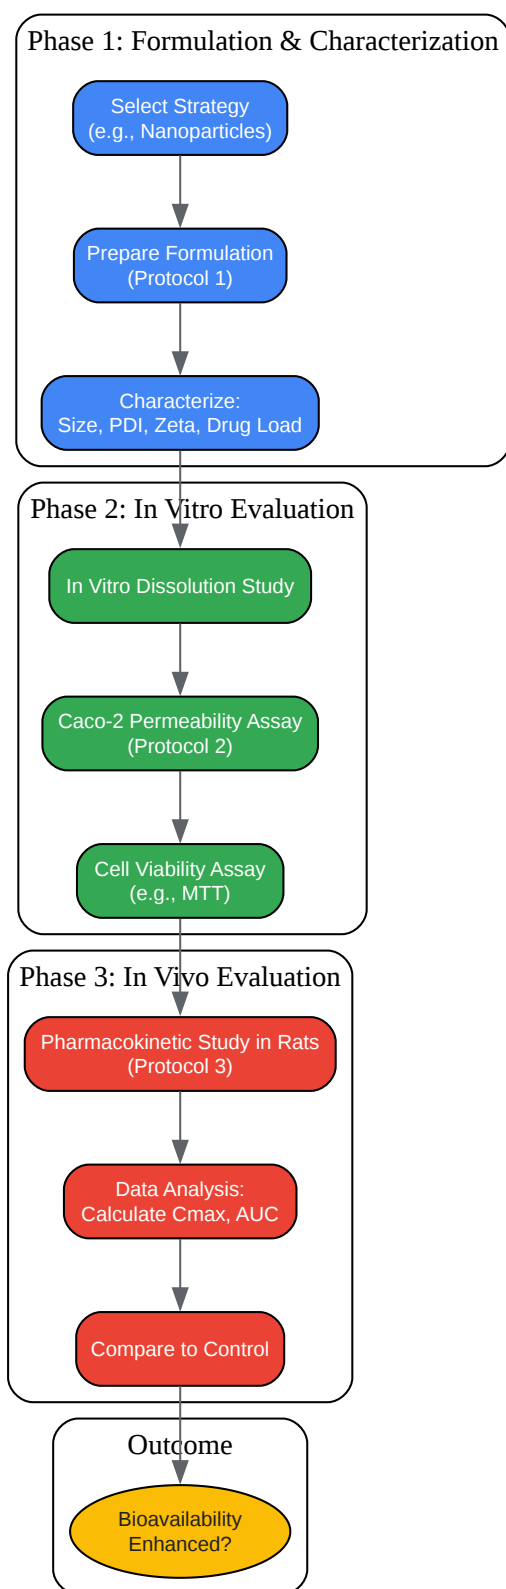 Phase 1: Formulation & Characterization
Select Strategy
(e.g., Nanoparticles)
Prepare Formulation
(Protocol 1)
Characterize:
Size, PDI, Zeta, Drug Load
Phase 2: In Vitro Evaluation
In Vitro Dissolution Study
Caco-2 Permeability Assay
(Protocol 2)
Cell Viability Assay
(e.g., MTT)
Phase 3: In Vivo Evaluation
Pharmacokinetic Study in Rats
(Protocol 3)
Data Analysis:
Calculate Cmax, AUC
Compare to Control
Outcome
Bioavailability
Enhanced?